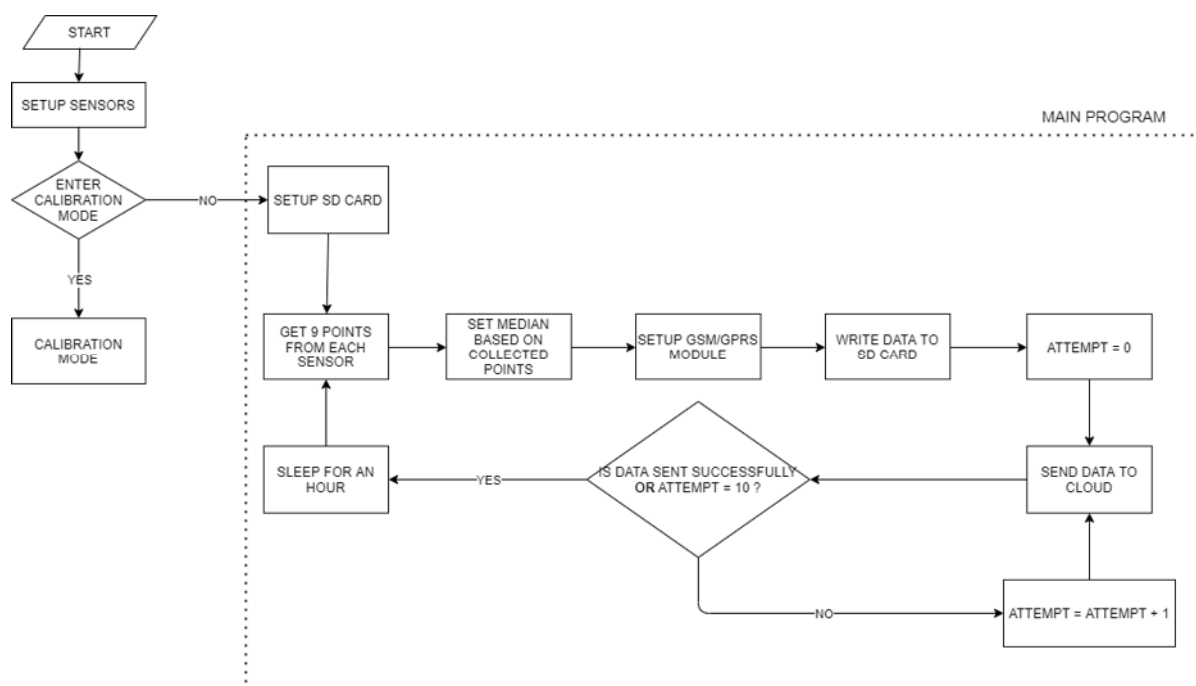 START
SETUP SENSORS
MAIN PROGRAM
ENTER
CALIBRATION
MODE
NO
SETUP SD CARD
YES
CALIBRATION
MODE
GET 9 POINTS
FROM EACH
SENSOR
SET MEDIAN
BASED ON
COLLECTED
POINTS
SETUP GSM/GPRS
MODULE
WRITE DATA TO
SD CARD
ATTEMPT = 0
SLEEP FOR AN
HOUR
YES
IS DATA SENT SUCCESSFULLY
OR ATTEMPT = 10 ?
SEND DATA TO
CLOUD
NO
ATTEMPT = ATTEMPT + 1